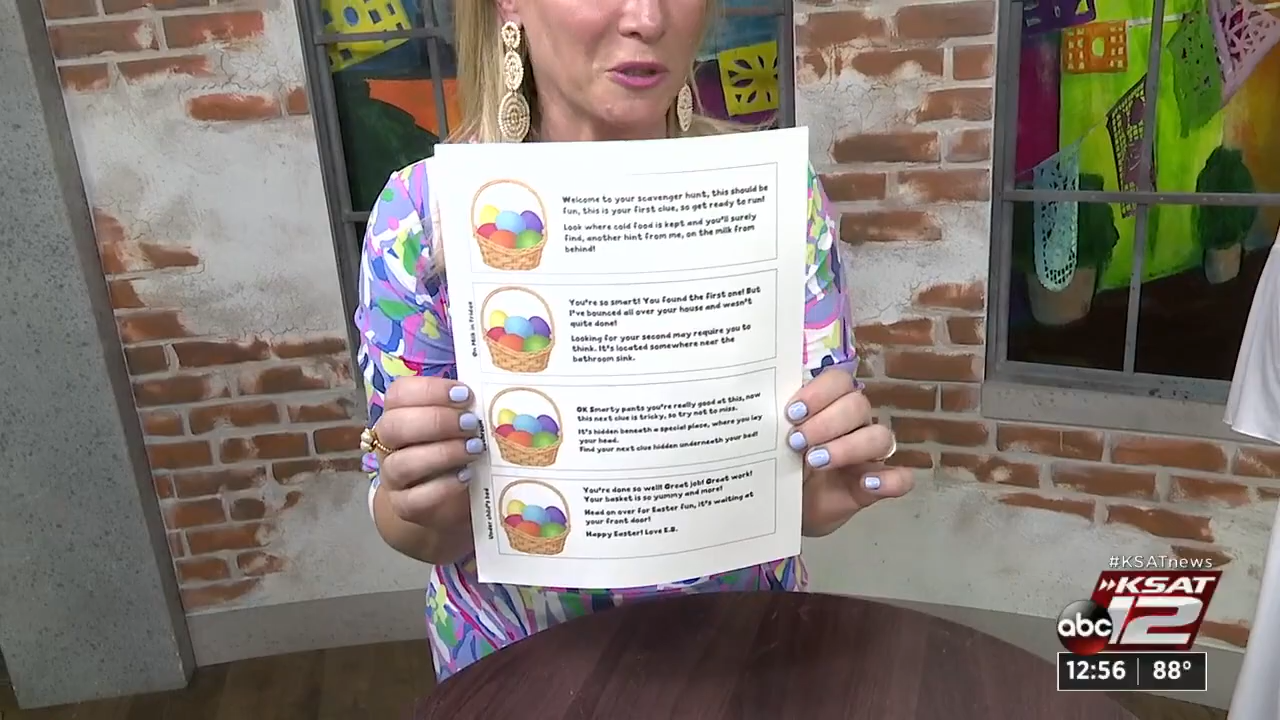 Welcome to your scavenger hunt, this should be
fun, this is your first clue, so get ready to run!
Look where cold food is kept and you'll surely
find, another hint from me, on the milk from
behind!
On Milk in Fridge
You're so smart! You found the first one! But
I've bounced all over your house and wasn't
quite done!
Looking for your second may require you to
think. It's located somewhere near the
bathroom sink.
OK Smarty pants you're really good at this, now
this next clue is tricky, so try not to miss.
It's hidden beneath a special place, where you lay
your head.
Find your next clue hidden underneath your bed!
Under child's bed
You're done so well! Great job! Great work!
Your basket is so yummy and more!
Head on over for Easter fun, it's waiting at
your front door!
Happy Easter! Love E.B.
#KSATnews
KSAT
abc 12
12:56 88°